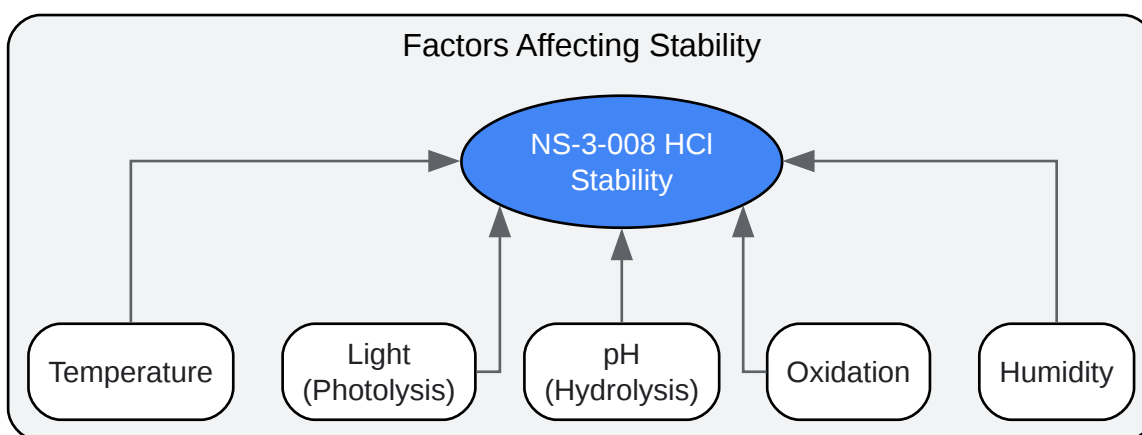 Factors Affecting Stability
NS-3-008 HCl
Stability
Temperature
Light
(Photolysis)
pH
(Hydrolysis)
Oxidation
Humidity